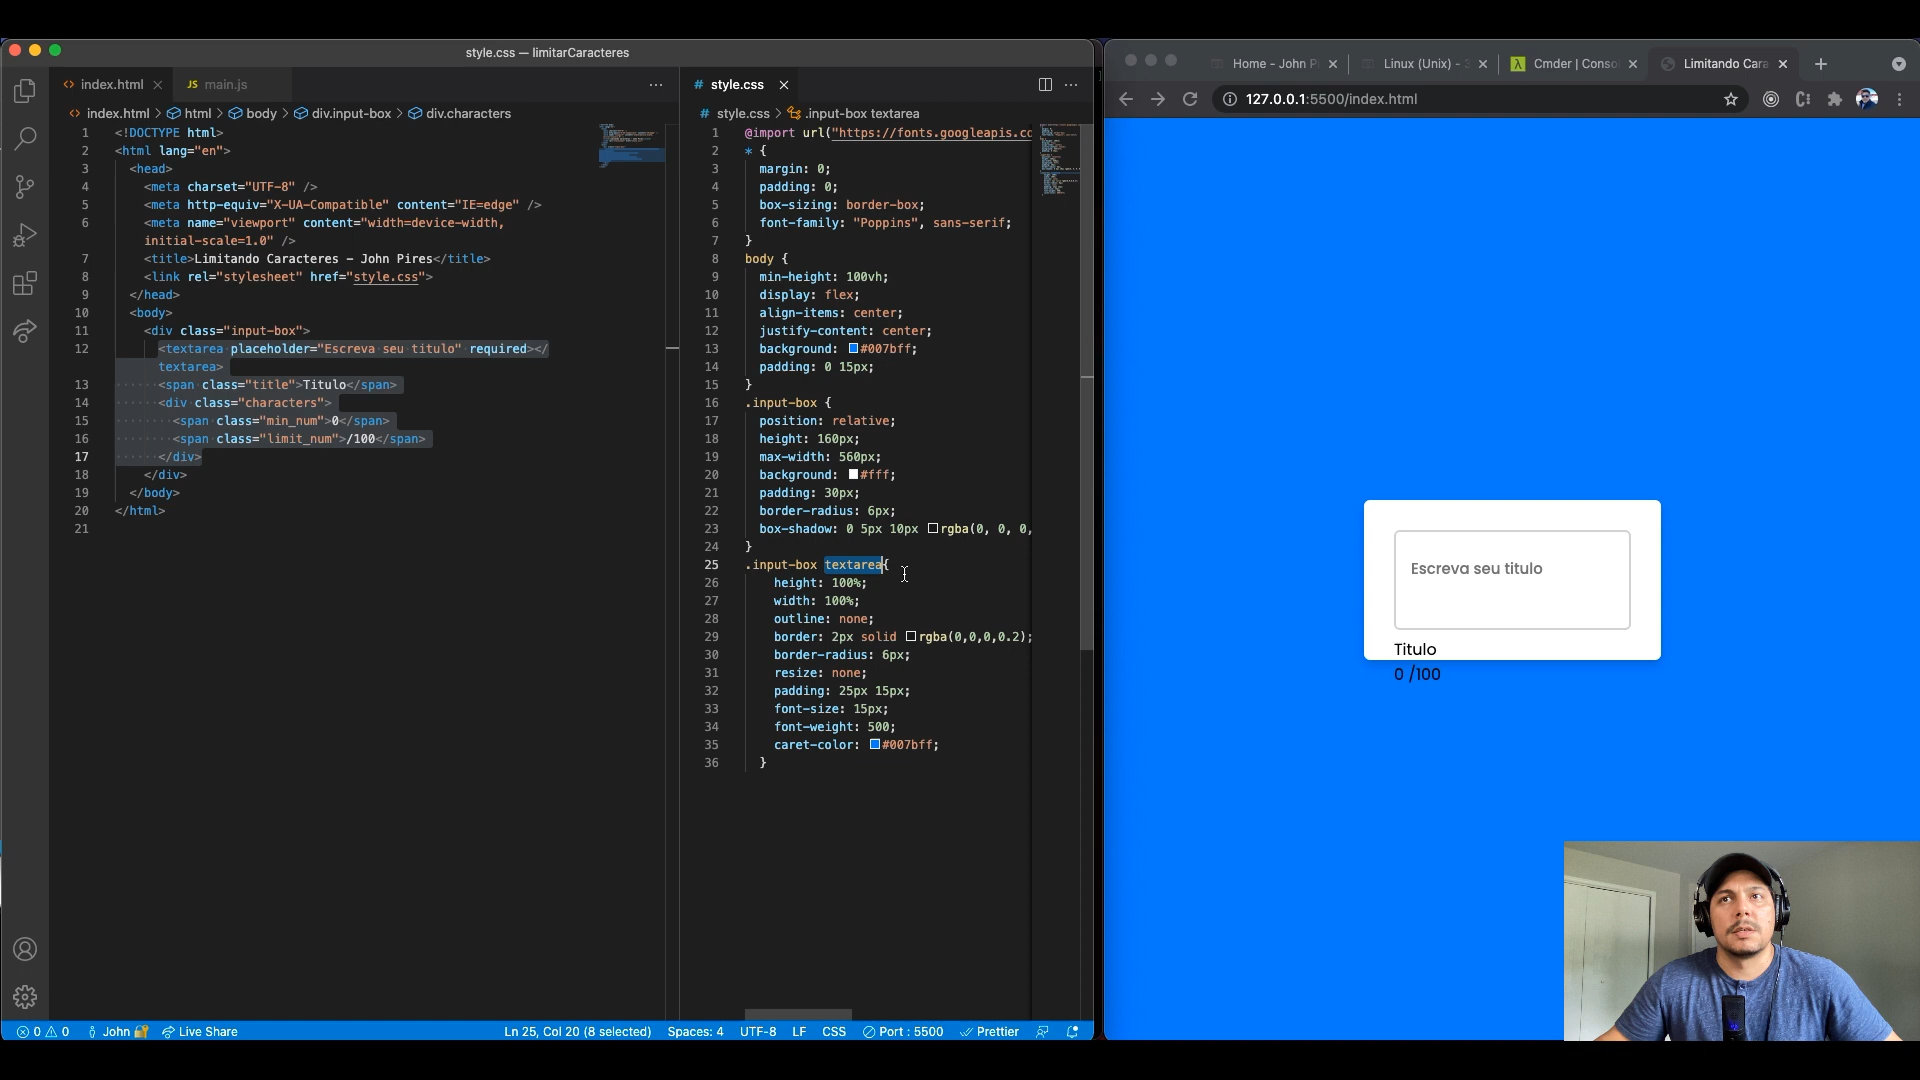 style.css — limitarCaracteres
index.html
JS main.js
index.html > html > body > div.input-box > div.characters
1 <!DOCTYPE html>
2 <html lang="en">
3 <head>
4 <meta charset="UTF-8" />
5 <meta http-equiv="X-UA-Compatible" content="IE=edge" />
6 <meta name="viewport" content="width=device-width,
initial-scale=1.0" />
7 <title>Limitando Caracteres – John Pires</title>
8 <link rel="stylesheet" href="style.css">
9 </head>
10 <body>
11 <div class="input-box">
12 <textarea placeholder="Escreva seu titulo" required></
textarea>
13 <span class="title">Titulo</span>
14 <div class="characters">
15 <span class="min_num">0</span>
16 <span class="limit_num">/100</span>
17 </div>
18 </div>
19 </body>
20 </html>
21
# style.css
# style.css > .input-box textarea
1 @import url("https://fonts.googleapis.co
2 * {
3 margin: 0;
4 padding: 0;
5 box-sizing: border-box;
6 font-family: "Poppins", sans-serif;
7 }
8 body {
9 min-height: 100vh;
10 display: flex;
11 align-items: center;
12 justify-content: center;
13 background: #007bff;
14 padding: 0 15px;
15 }
16 .input-box {
17 position: relative;
18 height: 160px;
19 max-width: 560px;
20 background: #fff;
21 padding: 30px;
22 border-radius: 6px;
23 box-shadow: 0 5px 10px rgba(0, 0, 0,
24 }
25 .input-box textarea{
26 height: 100%;
27 width: 100%;
28 outline: none;
29 border: 2px solid rgba(0,0,0,0.2);
30 border-radius: 6px;
31 resize: none;
32 padding: 25px 15px;
33 font-size: 15px;
34 font-weight: 500;
35 caret-color: #007bff;
36 }
0 0 John Live Share Ln 25, Col 20 (8 selected) Spaces: 4 UTF-8 LF CSS Port : 5500 Prettier
Home - John P
Linux (Unix) -
Cmder | Conso
Limitando Cara
127.0.0.1:5500/index.html
Escreva seu titulo
Titulo
0 /100